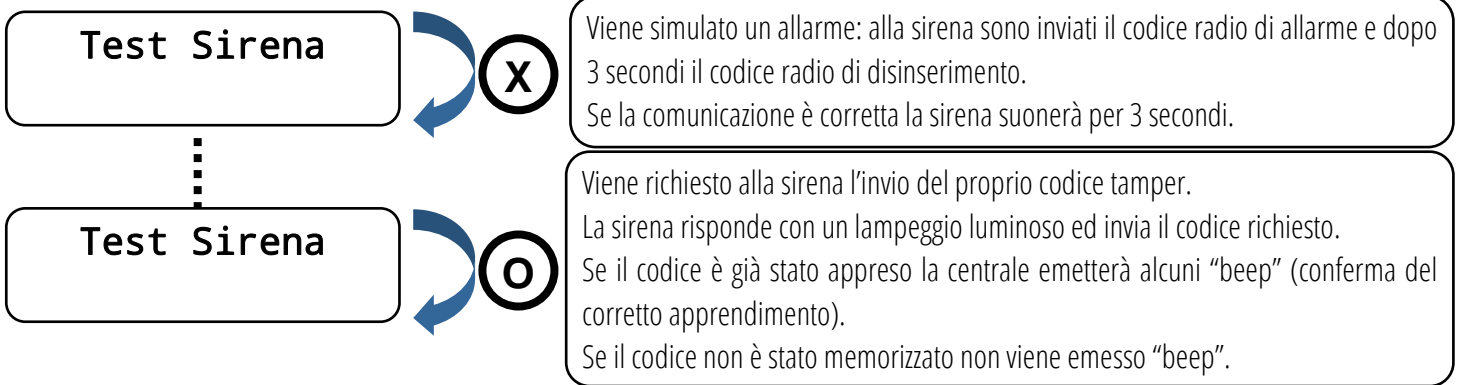 Test Sirena
X
Viene simulato un allarme: alla sirena sono inviati il codice radio di allarme e dopo
3 secondi il codice radio di disinserimento.
Se la comunicazione è corretta la sirena suonerà per 3 secondi.
Test Sirena
O
Viene richiesto alla sirena l’invio del proprio codice tamper.
La sirena risponde con un lampeggio luminoso ed invia il codice richiesto.
Se il codice è già stato appreso la centrale emetterà alcuni “beep” (conferma del
corretto apprendimento).
Se il codice non è stato memorizzato non viene emesso “beep”.